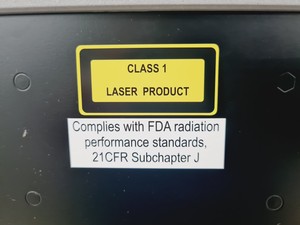 CLASS 1
LASER PRODUCT
Complies with FDA radiation
performance standards,
21CFR Subchapter J